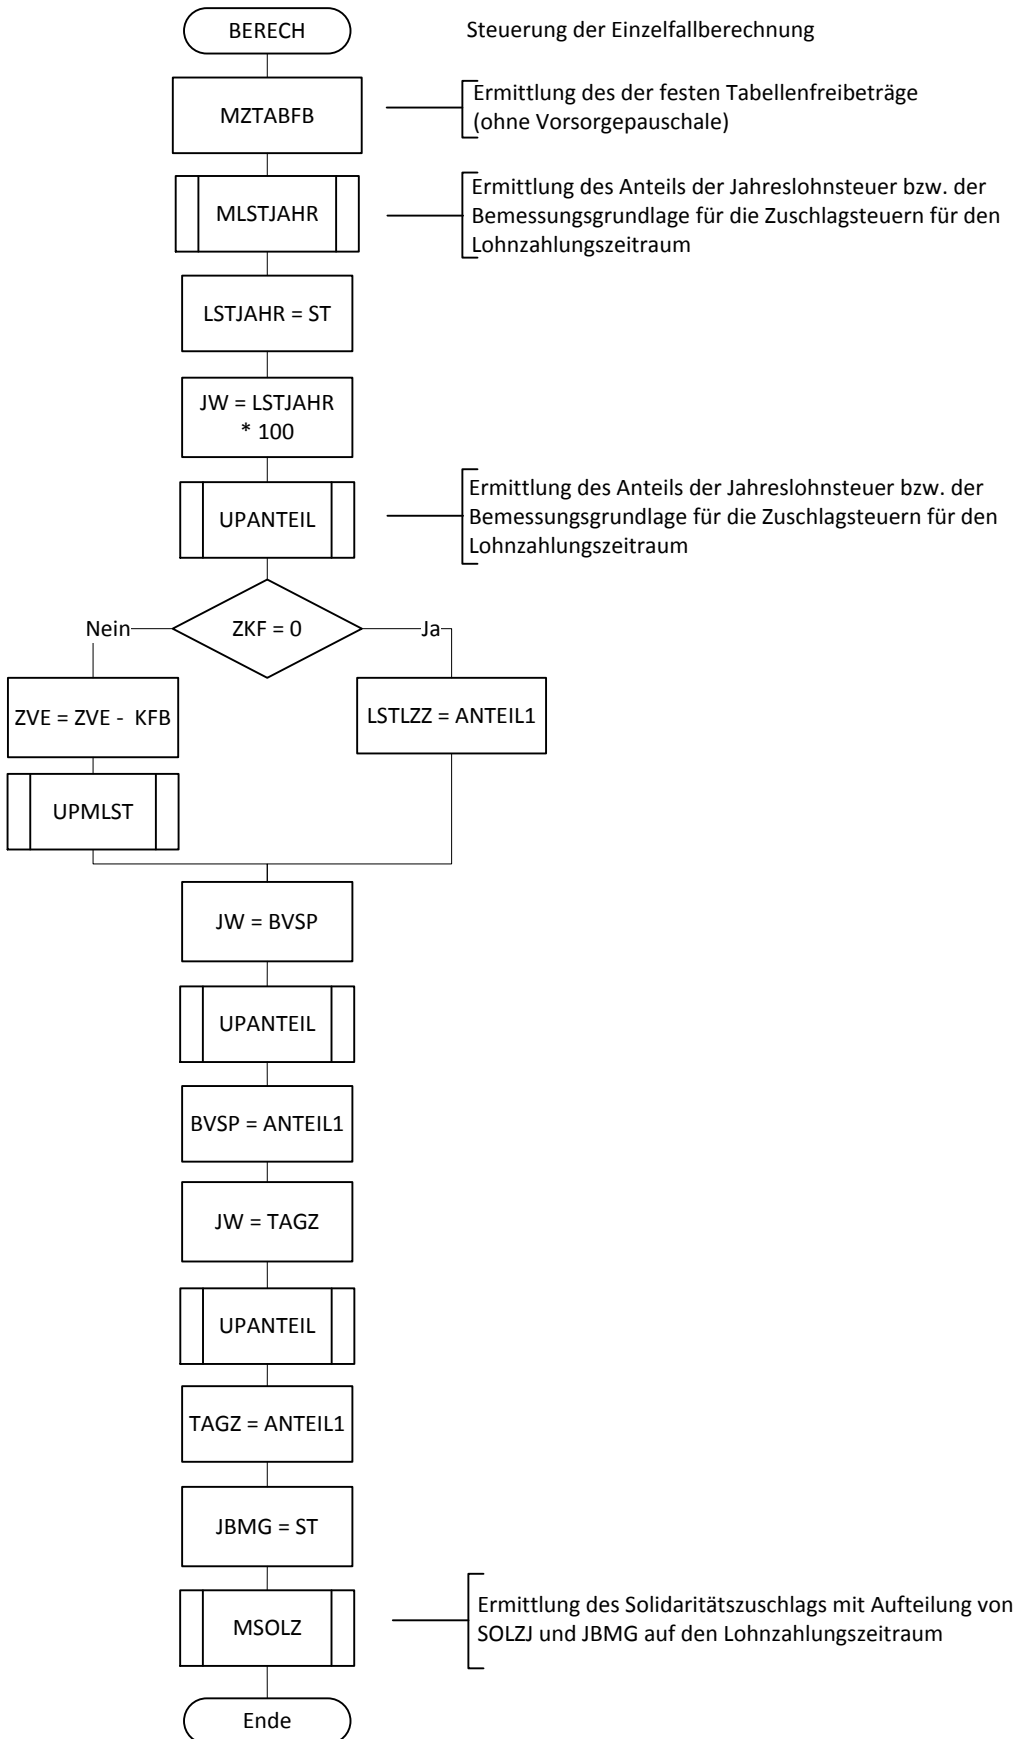 BERECH
Steuerung der Einzelfallberechnung
MZTABFB
Ermittlung des der festen Tabellenfreibeträge
(ohne Vorsorgepauschale)
MLSTJAHR
Ermittlung des Anteils der Jahreslohnsteuer bzw. der
Bemessungsgrundlage für die Zuschlagsteuern für den
Lohnzahlungszeitraum
LSTJAHR = ST
JW = LSTJAHR
* 100
UPANTEIL
Ermittlung des Anteils der Jahreslohnsteuer bzw. der
Bemessungsgrundlage für die Zuschlagsteuern für den
Lohnzahlungszeitraum
Nein
ZKF = 0
Ja
ZVE = ZVE - KFB
LSTLZZ = ANTEIL1
UPMLST
JW = BVSP
UPANTEIL
BVSP = ANTEIL1
JW = TAGZ
UPANTEIL
TAGZ = ANTEIL1
JBMG = ST
MSOLZ
Ermittlung des Solidaritätszuschlags mit Aufteilung von
SOLZJ und JBMG auf den Lohnzahlungszeitraum
Ende